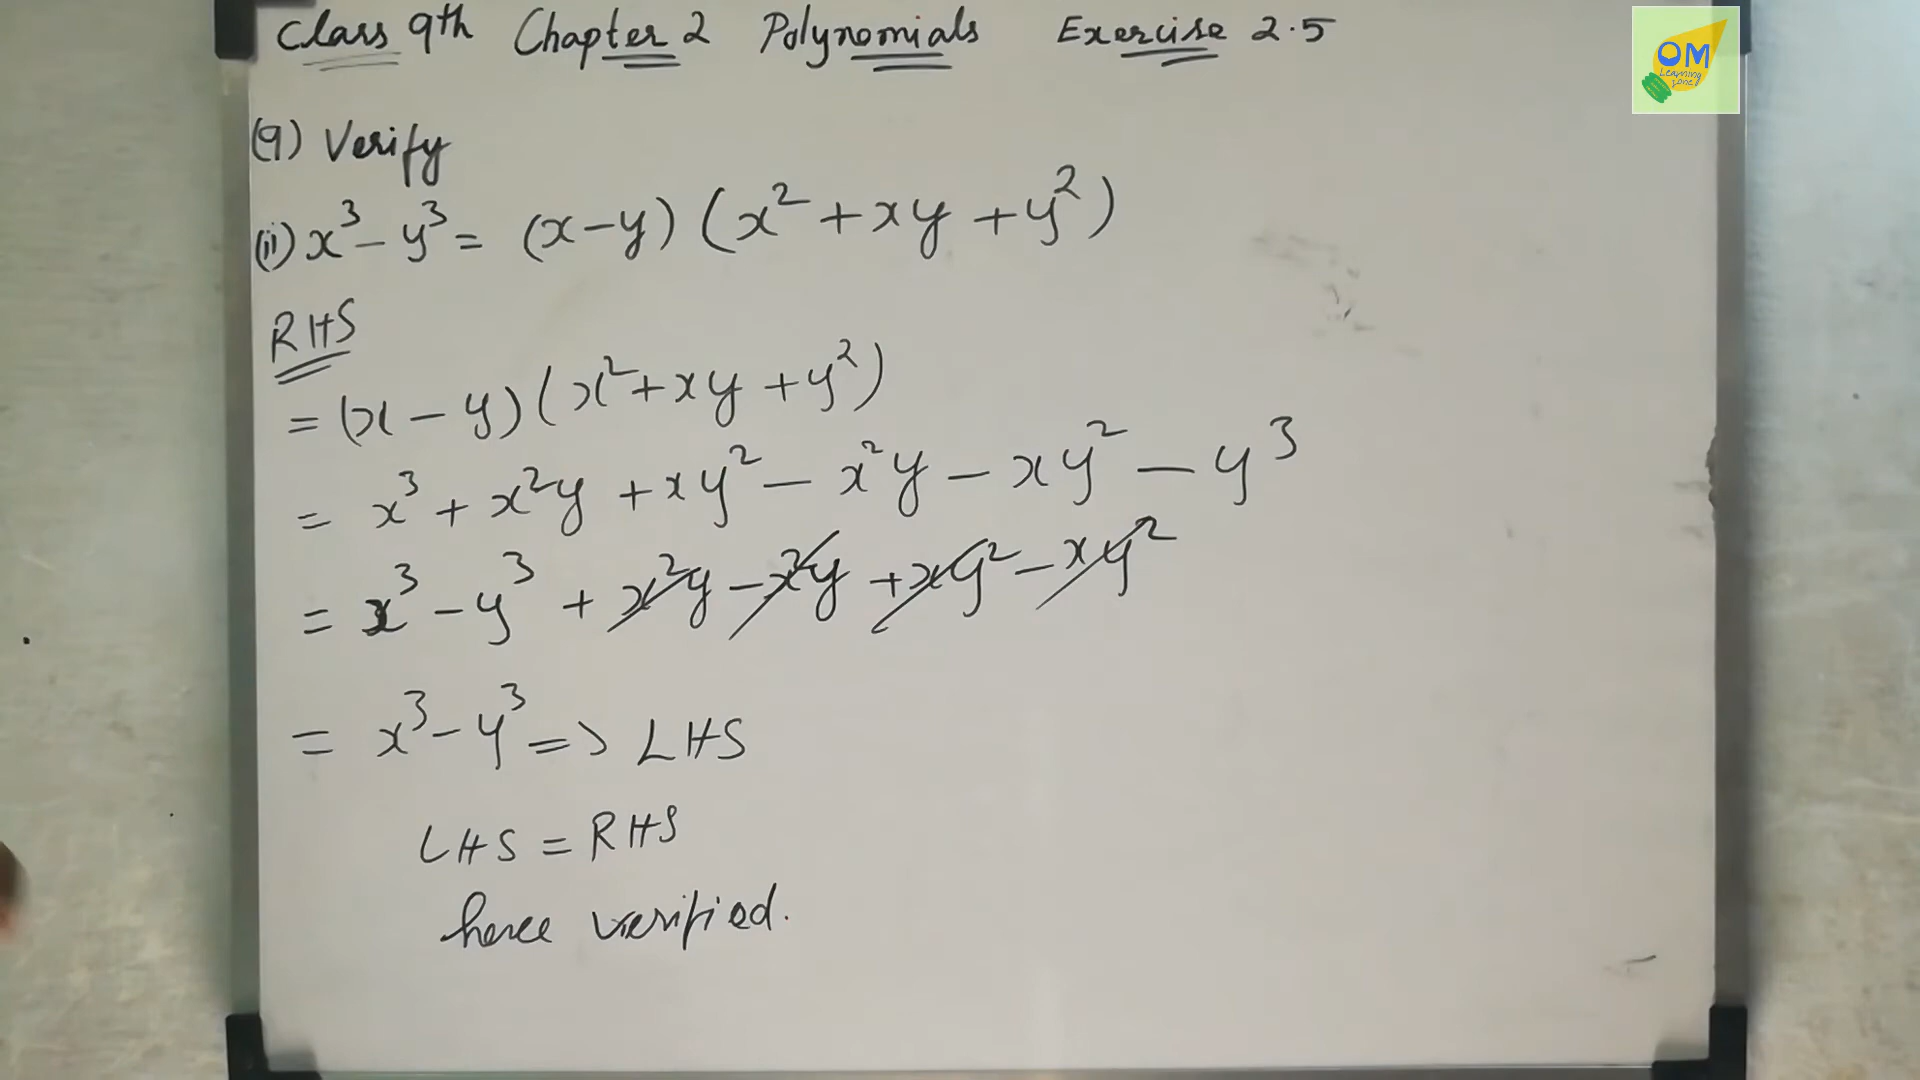 Class 9th Chapter 2 Polynomials Exercise 2.5
OM
Learning
Zone
(9) Verify
(ii) x³ - y³ = (x-y) (x² + xy + y²)
RHS
= (x - y) (x² + xy + y²)
= x³ + x²y + xy² - x²y - xy² - y³
= x³ - y³ + x²y - x²y + xy² - xy²
= x³ - y³ => LHS
LHS = RHS
hence verified.